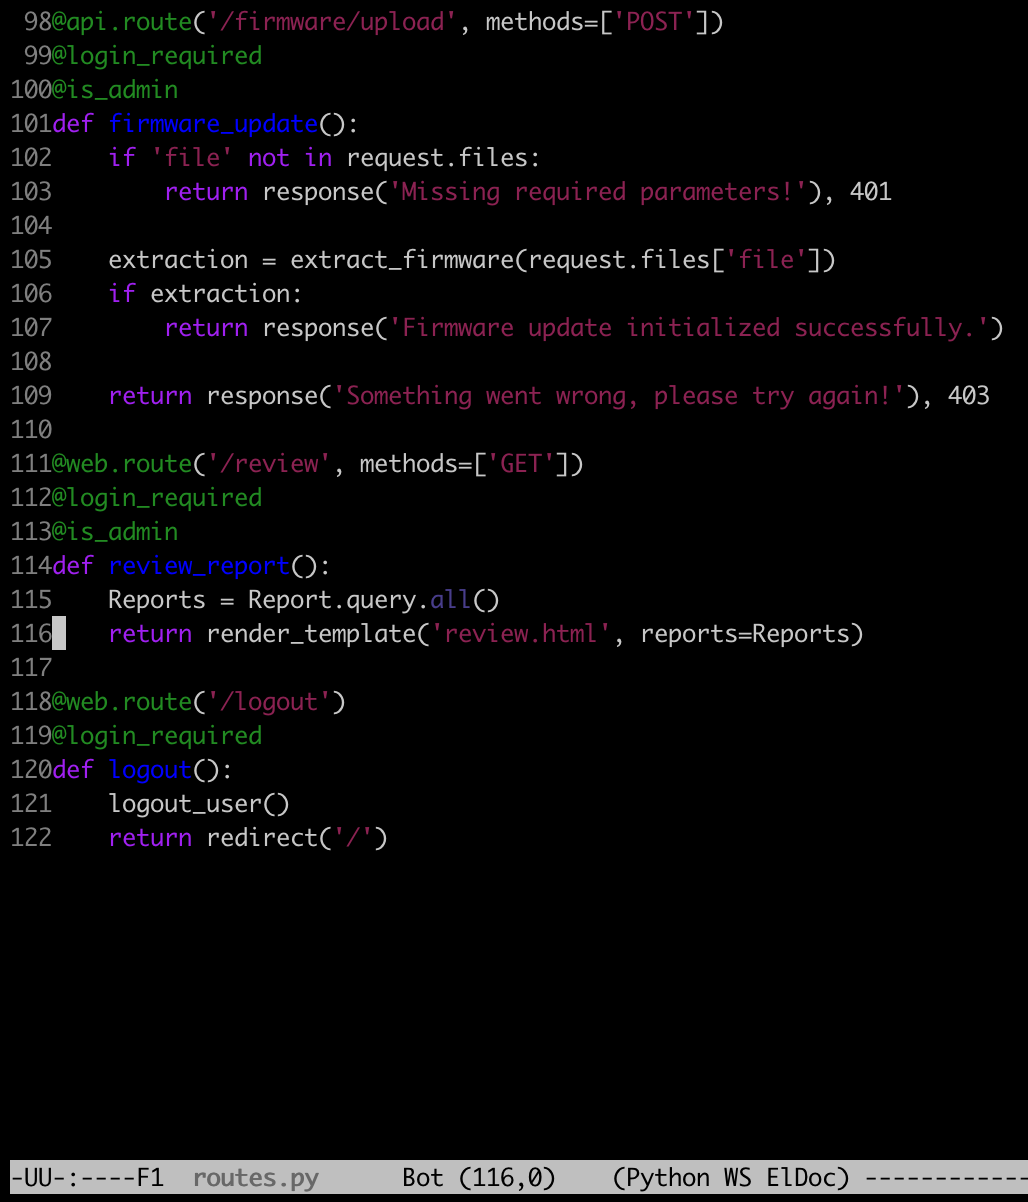 98@api.route('/firmware/upload', methods=['POST'])
 99@login_required
100@is_admin
101def firmware_update():
102    if 'file' not in request.files:
103        return response('Missing required parameters!'), 401
104
105    extraction = extract_firmware(request.files['file'])
106    if extraction:
107        return response('Firmware update initialized successfully.')
108
109    return response('Something went wrong, please try again!'), 403
110
111@web.route('/review', methods=['GET'])
112@login_required
113@is_admin
114def review_report():
115    Reports = Report.query.all()
116    return render_template('review.html', reports=Reports)
117
118@web.route('/logout')
119@login_required
120def logout():
121    logout_user()
122    return redirect('/')
-UU-:----F1  routes.py      Bot (116,0)    (Python WS ElDoc) ------------